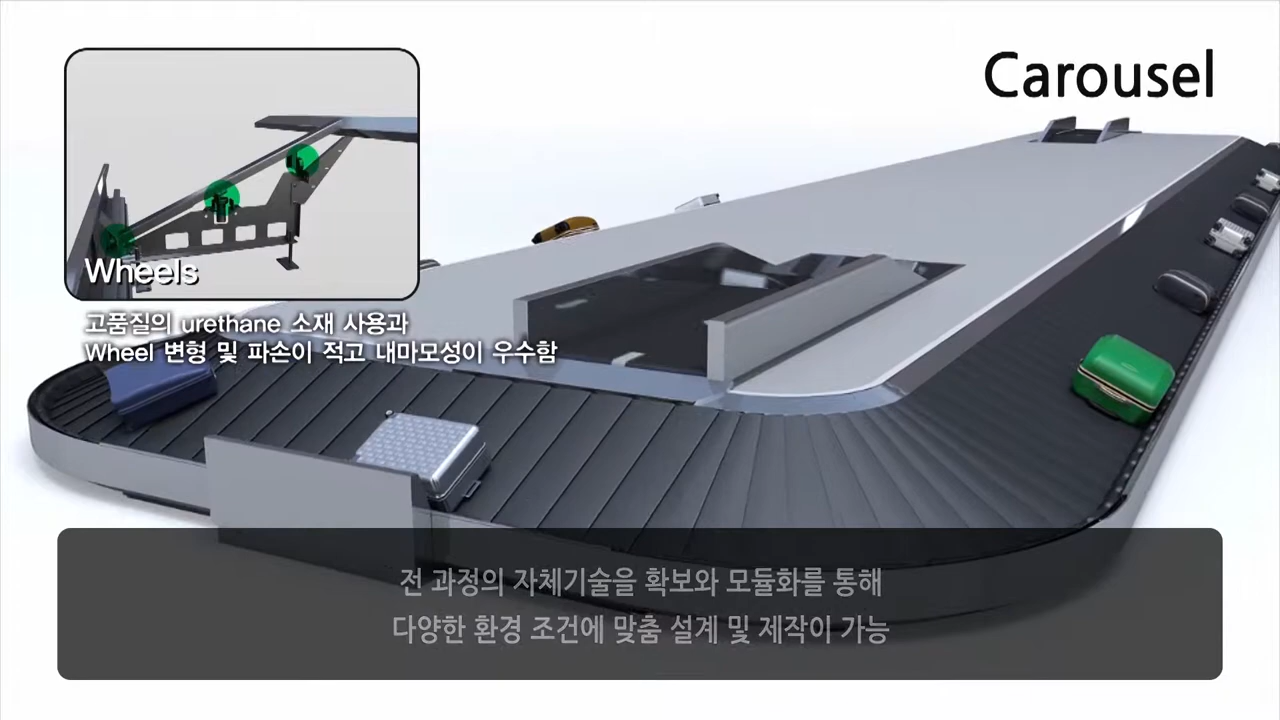 Carousel
Wheels
고품질의 urethane 소재 사용과
Wheel 변형 및 파손이 적고 내마모성이 우수함
전 과정의 자체기술을 확보와 모듈화를 통해
다양한 환경 조건에 맞춤 설계 및 제작이 가능